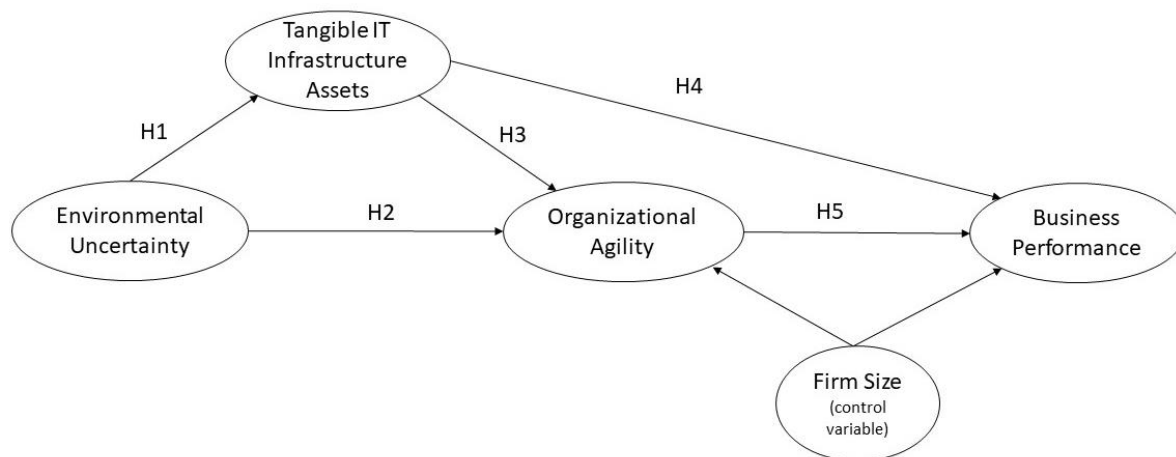 Tangible IT
Infrastructure
Assets
H4
H1
H3
Environmental
Uncertainty
H2
Organizational
Agility
H5
Business
Performance
Firm Size
(control
variable)